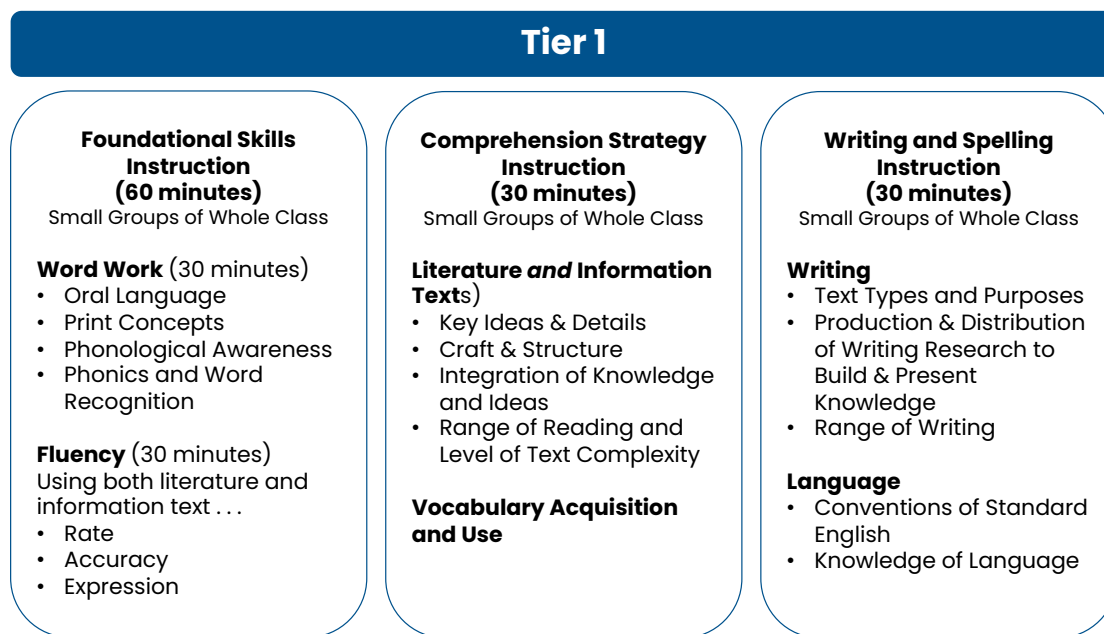 Tier 1
Foundational Skills
Instruction
(60 minutes)
Small Groups of Whole Class
Word Work (30 minutes)
• Oral Language
• Print Concepts
• Phonological Awareness
• Phonics and Word
Recognition
Fluency (30 minutes)
Using both literature and
information text . . .
• Rate
• Accuracy
• Expression
Comprehension Strategy
Instruction
(30 minutes)
Small Groups of Whole Class
Literature and Information
Texts)
• Key Ideas & Details
• Craft & Structure
• Integration of Knowledge
and Ideas
• Range of Reading and
Level of Text Complexity
Vocabulary Acquisition
and Use
Writing and Spelling
Instruction
(30 minutes)
Small Groups of Whole Class
Writing
• Text Types and Purposes
• Production & Distribution
of Writing Research to
Build & Present
Knowledge
• Range of Writing
Language
• Conventions of Standard
English
• Knowledge of Language